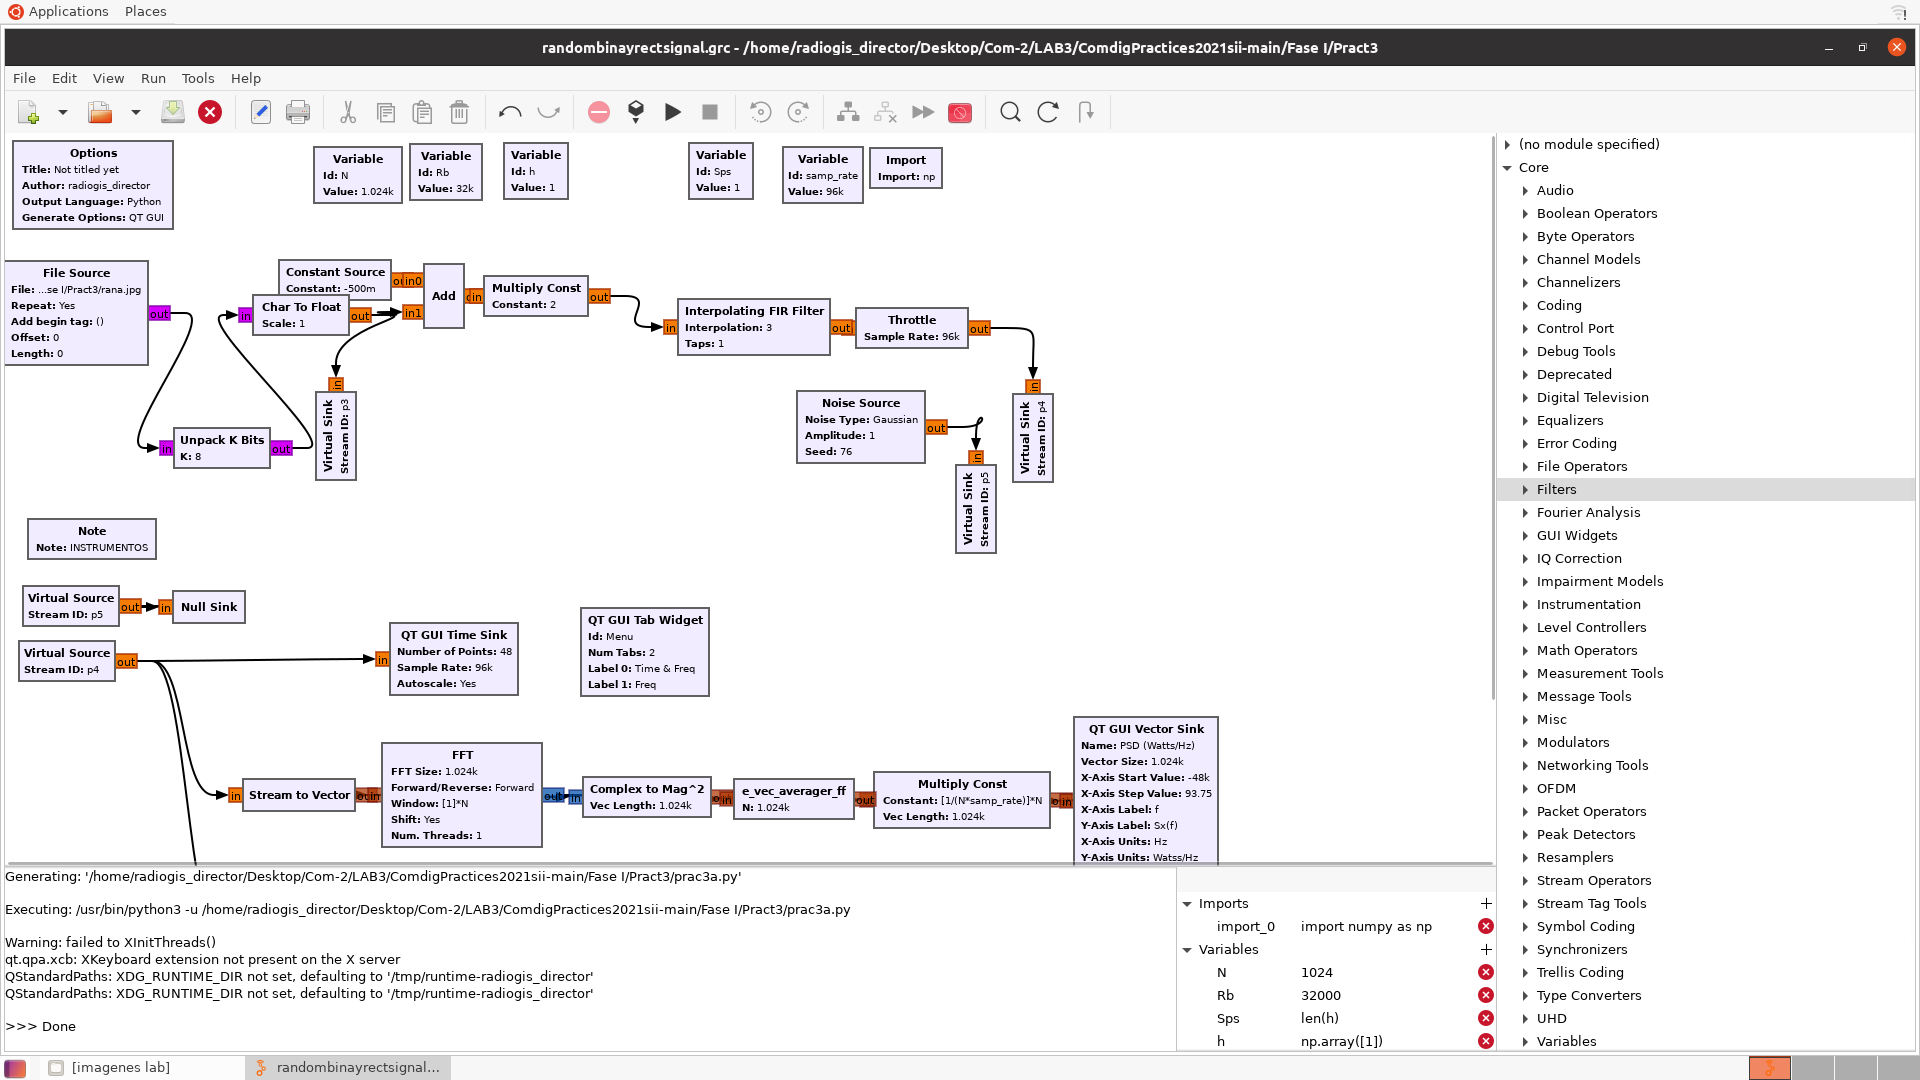 Applications Places
randombinayrectsignal.grc - /home/radiogis_director/Desktop/Com-2/LAB3/ComdigPractices2021sii-main/Fase I/Pract3
File Edit View Run Tools Help
Options
Title: Not titled yet
Author: radiogis_director
Output Language: Python
Generate Options: QT GUI
Variable
Id: N
Value: 1.024k
Variable
Id: Rb
Value: 32k
Variable
Id: h
Value: 1
Variable
Id: Sps
Value: 1
Variable
Id: samp_rate
Value: 96k
Import
Import: np
File Source
File: ...se I/Pract3/rana.jpg
Repeat: Yes
Add begin tag: ()
Offset: 0
Length: 0
out
Constant Source
Constant: -500m
in
Char To Float
Scale: 1
out
in0
in1
Add
in
Multiply Const
Constant: 2
out
in
Interpolating FIR Filter
Interpolation: 3
Taps: 1
out
Throttle
Sample Rate: 96k
out
in
Unpack K Bits
K: 8
out
in
Virtual Sink
Stream ID: p3
Noise Source
Noise Type: Gaussian
Amplitude: 1
Seed: 76
out
in
Virtual Sink
Stream ID: p5
in
Virtual Sink
Stream ID: p4
Note
Note: INSTRUMENTOS
Virtual Source
Stream ID: p5
out
in
Null Sink
Virtual Source
Stream ID: p4
out
in
QT GUI Time Sink
Number of Points: 48
Sample Rate: 96k
Autoscale: Yes
QT GUI Tab Widget
Id: Menu
Num Tabs: 2
Label 0: Time & Freq
Label 1: Freq
in
Stream to Vector
in
FFT
FFT Size: 1.024k
Forward/Reverse: Forward
Window: [1]*N
Shift: Yes
Num. Threads: 1
out
in
Complex to Mag^2
Vec Length: 1.024k
in
e_vec_averager_ff
N: 1.024k
out
Multiply Const
Constant: [1/(N*samp_rate)]*N
Vec Length: 1.024k
in
QT GUI Vector Sink
Name: PSD (Watts/Hz)
Vector Size: 1.024k
X-Axis Start Value: -48k
X-Axis Step Value: 93.75
X-Axis Label: f
Y-Axis Label: Sx(f)
X-Axis Units: Hz
Y-Axis Units: Watss/Hz
(no module specified)
Core
Audio
Boolean Operators
Byte Operators
Channel Models
Channelizers
Coding
Control Port
Debug Tools
Deprecated
Digital Television
Equalizers
Error Coding
File Operators
Filters
Fourier Analysis
GUI Widgets
IQ Correction
Impairment Models
Instrumentation
Level Controllers
Math Operators
Measurement Tools
Message Tools
Misc
Modulators
Networking Tools
OFDM
Packet Operators
Peak Detectors
Resamplers
Stream Operators
Stream Tag Tools
Symbol Coding
Synchronizers
Trellis Coding
Type Converters
UHD
Variables
Generating: '/home/radiogis_director/Desktop/Com-2/LAB3/ComdigPractices2021sii-main/Fase I/Pract3/prac3a.py'
Executing: /usr/bin/python3 -u /home/radiogis_director/Desktop/Com-2/LAB3/ComdigPractices2021sii-main/Fase I/Pract3/prac3a.py
Warning: failed to XInitThreads()
qt.qpa.xcb: XKeyboard extension not present on the X server
QStandardPaths: XDG_RUNTIME_DIR not set, defaulting to '/tmp/runtime-radiogis_director'
QStandardPaths: XDG_RUNTIME_DIR not set, defaulting to '/tmp/runtime-radiogis_director'
>>> Done
Imports
import_0 import numpy as np
Variables
N 1024
Rb 32000
Sps len(h)
h np.array([1])
[imagenes lab]
randombinayrectsignal...